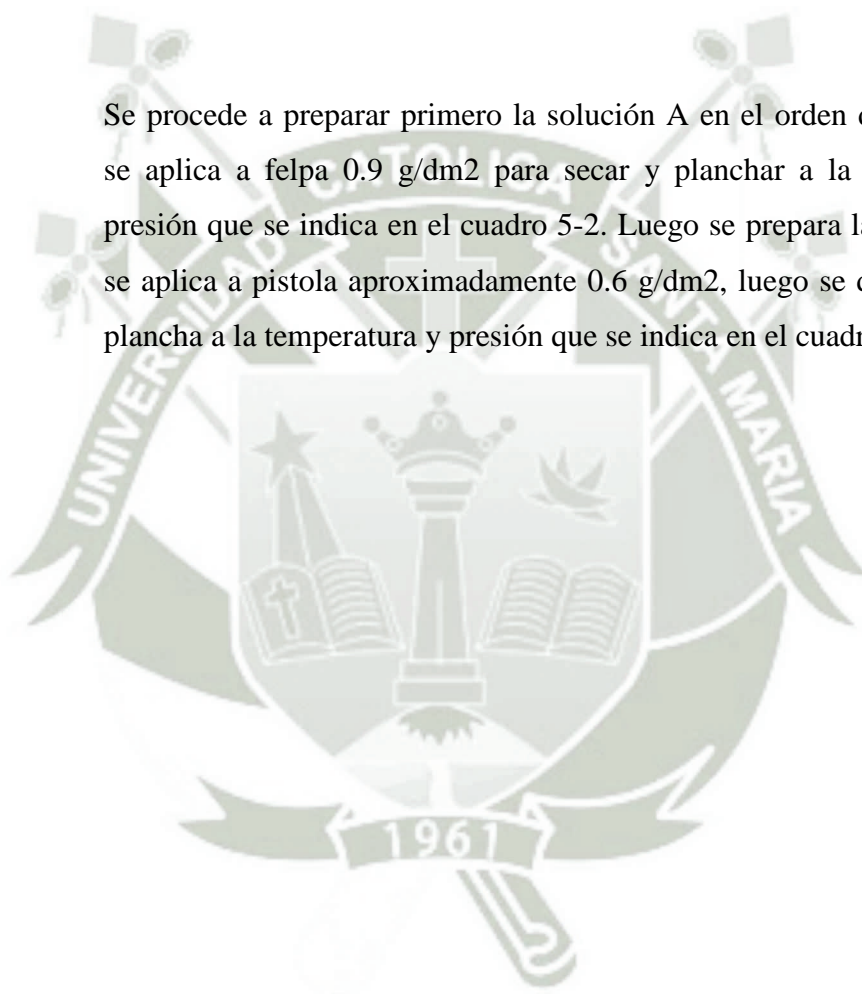 Se procede a preparar primero la solución A en el orden
se aplica a felpa 0.9 g/dm2 para secar y planchar a la
presión que se indica en el cuadro 5-2. Luego se prepara
se aplica a pistola aproximadamente 0.6 g/dm2, luego se
plancha a la temperatura y presión que se indica en el
UNIVERSIDAD CATOLICA SANTA MARIA
1961